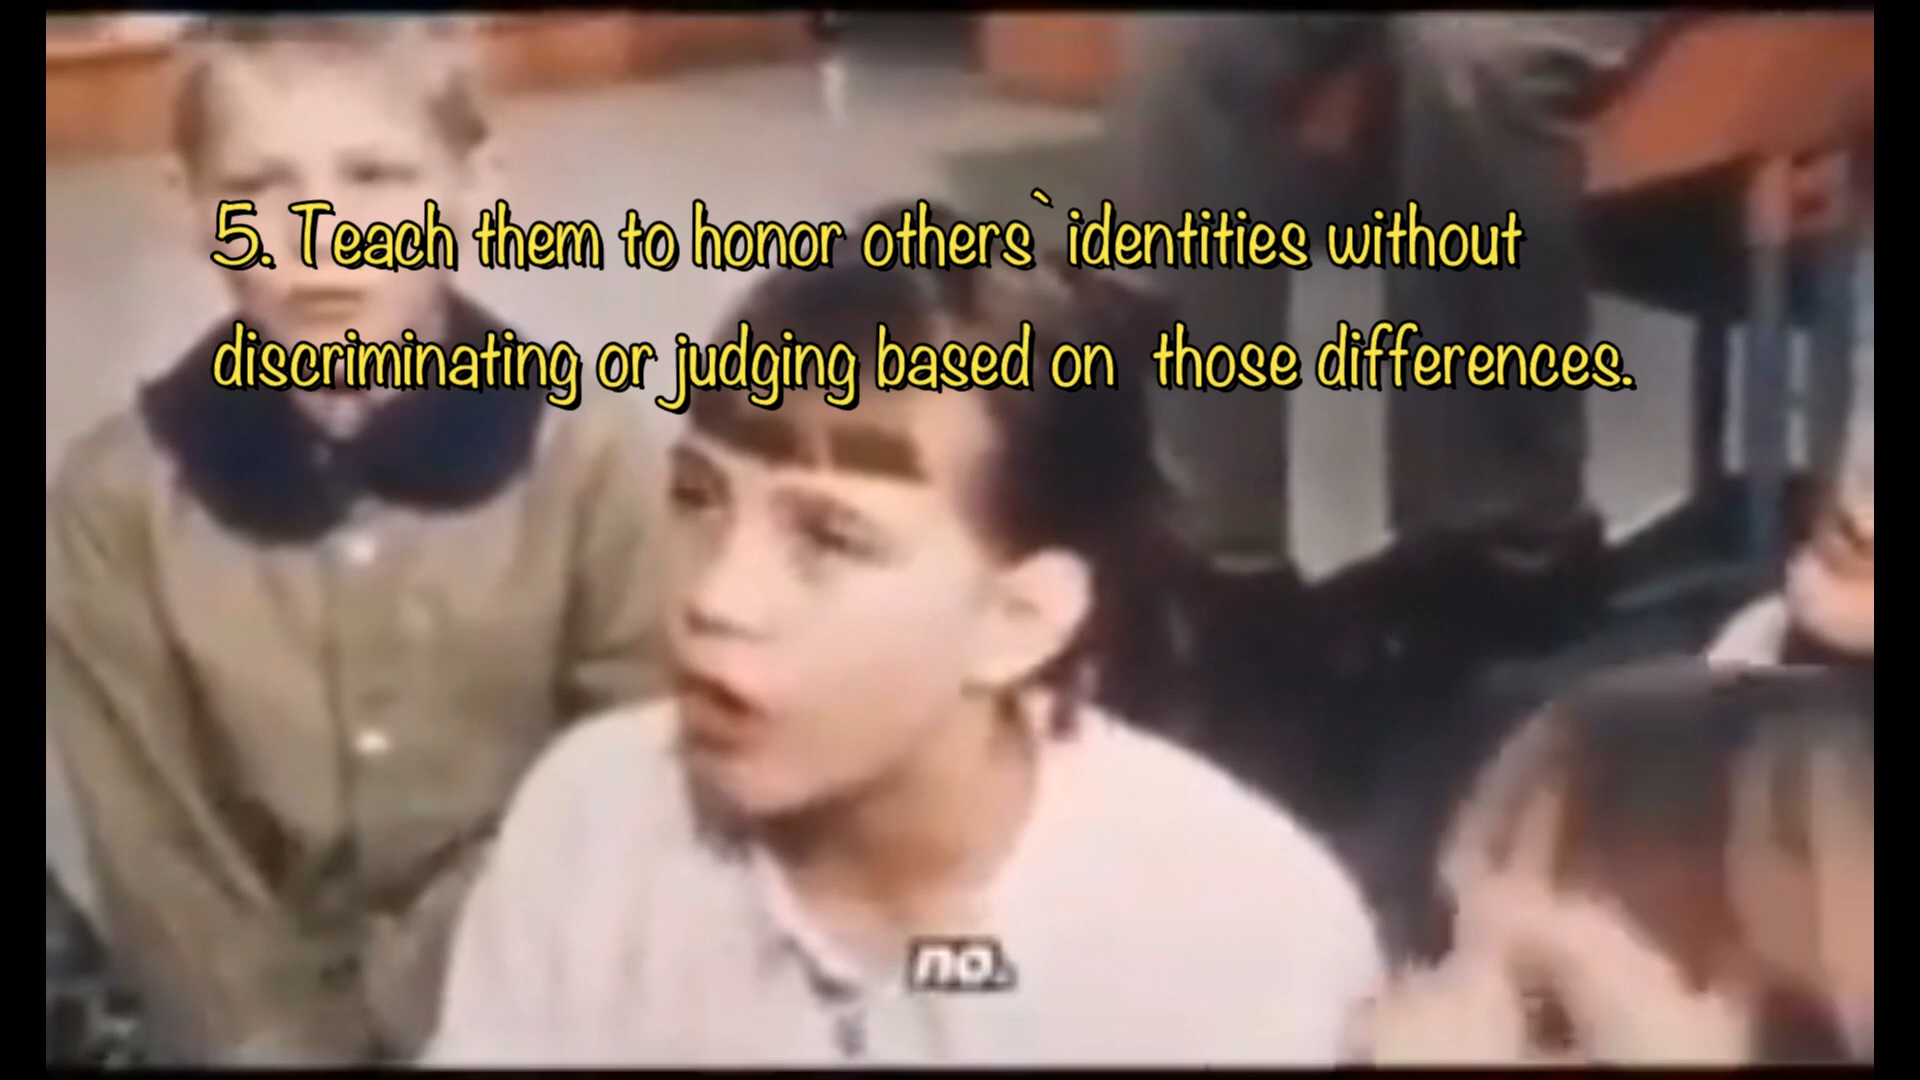 5. Teach them to honor others` identities without
discriminating or judging based on those differences.
no.